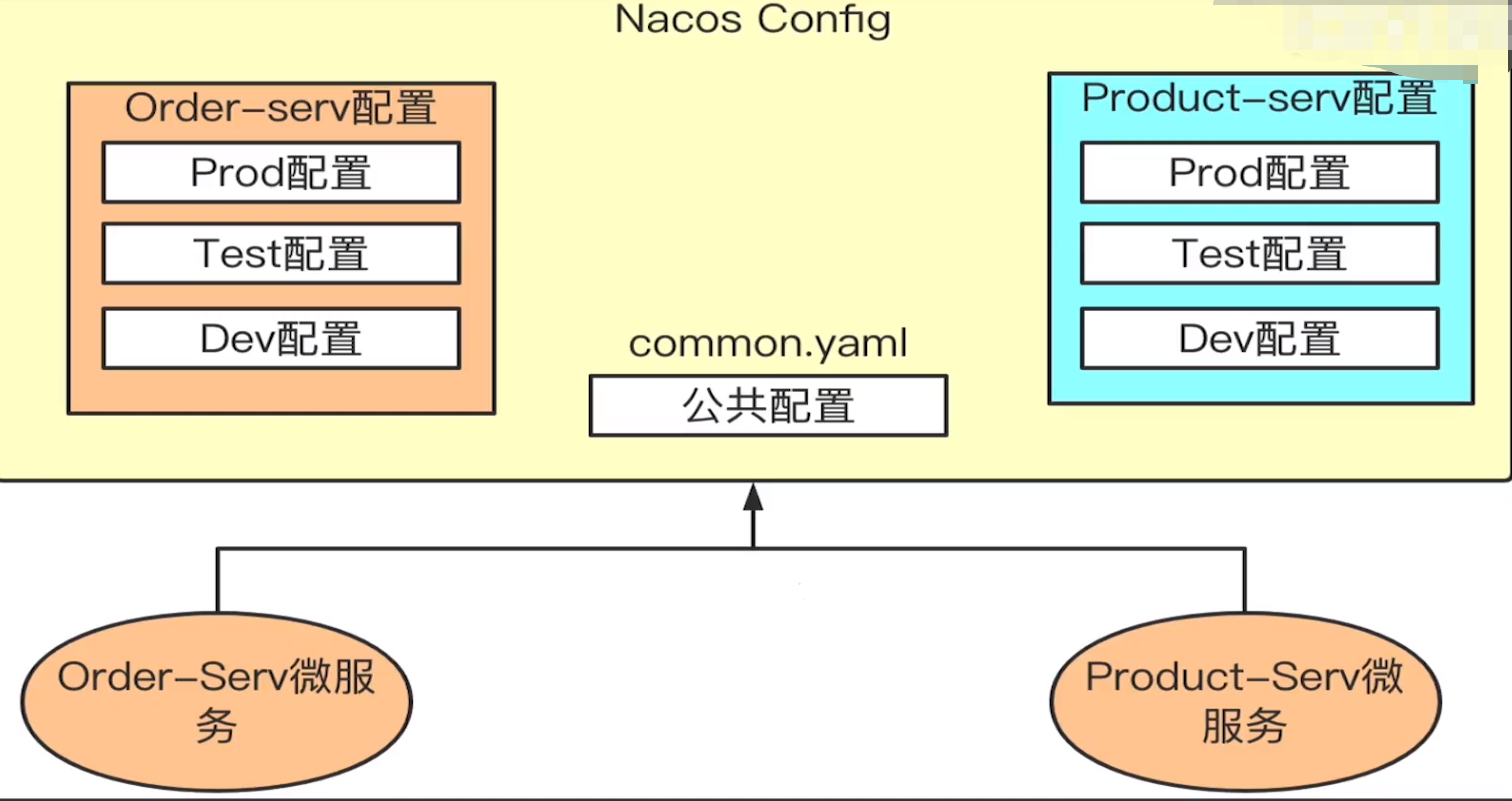 Nacos Config
Order-serv配置
Prod配置
Test配置
Dev配置
common.yaml
公共配置
Product-serv配置
Prod配置
Test配置
Dev配置
Order-Serv微服
务
Product-Serv微
服务